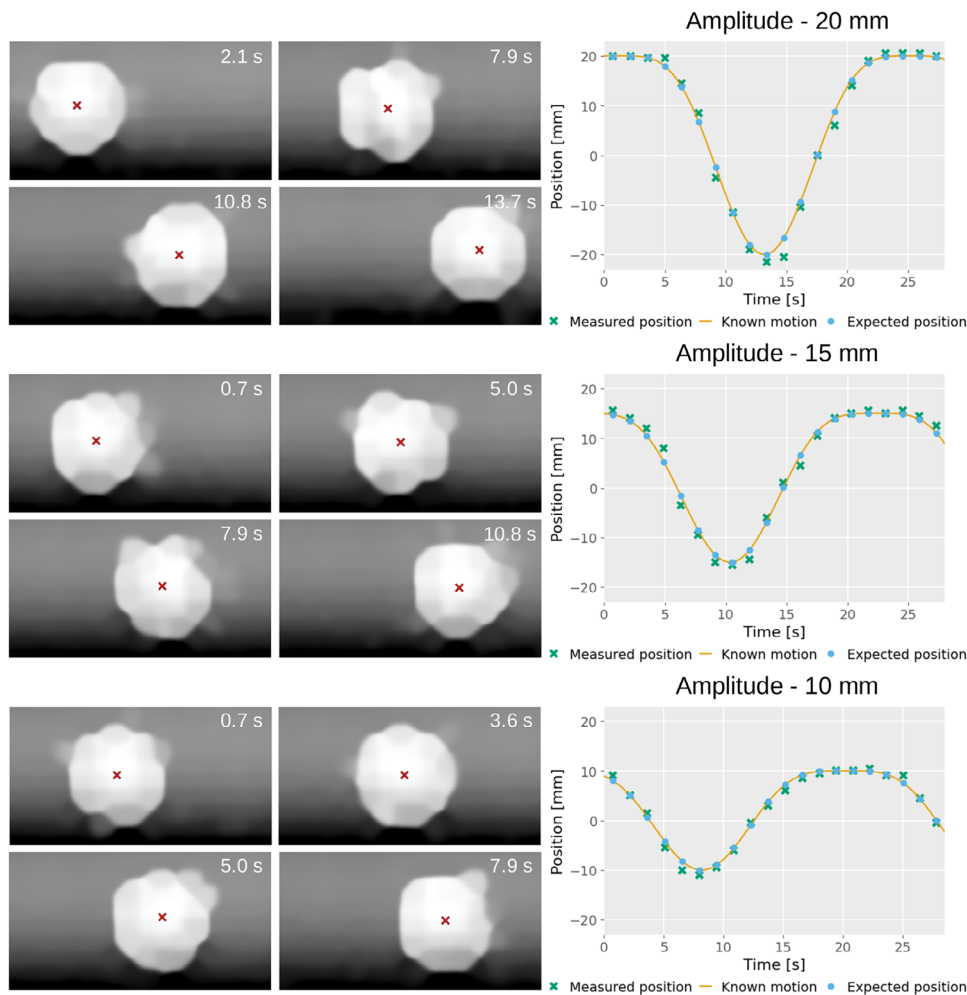 Amplitude - 20 mm
2.1 s
7.9 s
10.8 s
13.7 s
Position [mm]
20
10
0
−10
−20
0 5 10 15 20 25
Time [s]
Measured position Known motion Expected position
Amplitude - 15 mm
0.7 s
5.0 s
7.9 s
10.8 s
Position [mm]
20
10
0
−10
−20
0 5 10 15 20 25
Time [s]
Measured position Known motion Expected position
Amplitude - 10 mm
0.7 s
3.6 s
5.0 s
7.9 s
Position [mm]
20
10
0
−10
−20
0 5 10 15 20 25
Time [s]
Measured position Known motion Expected position